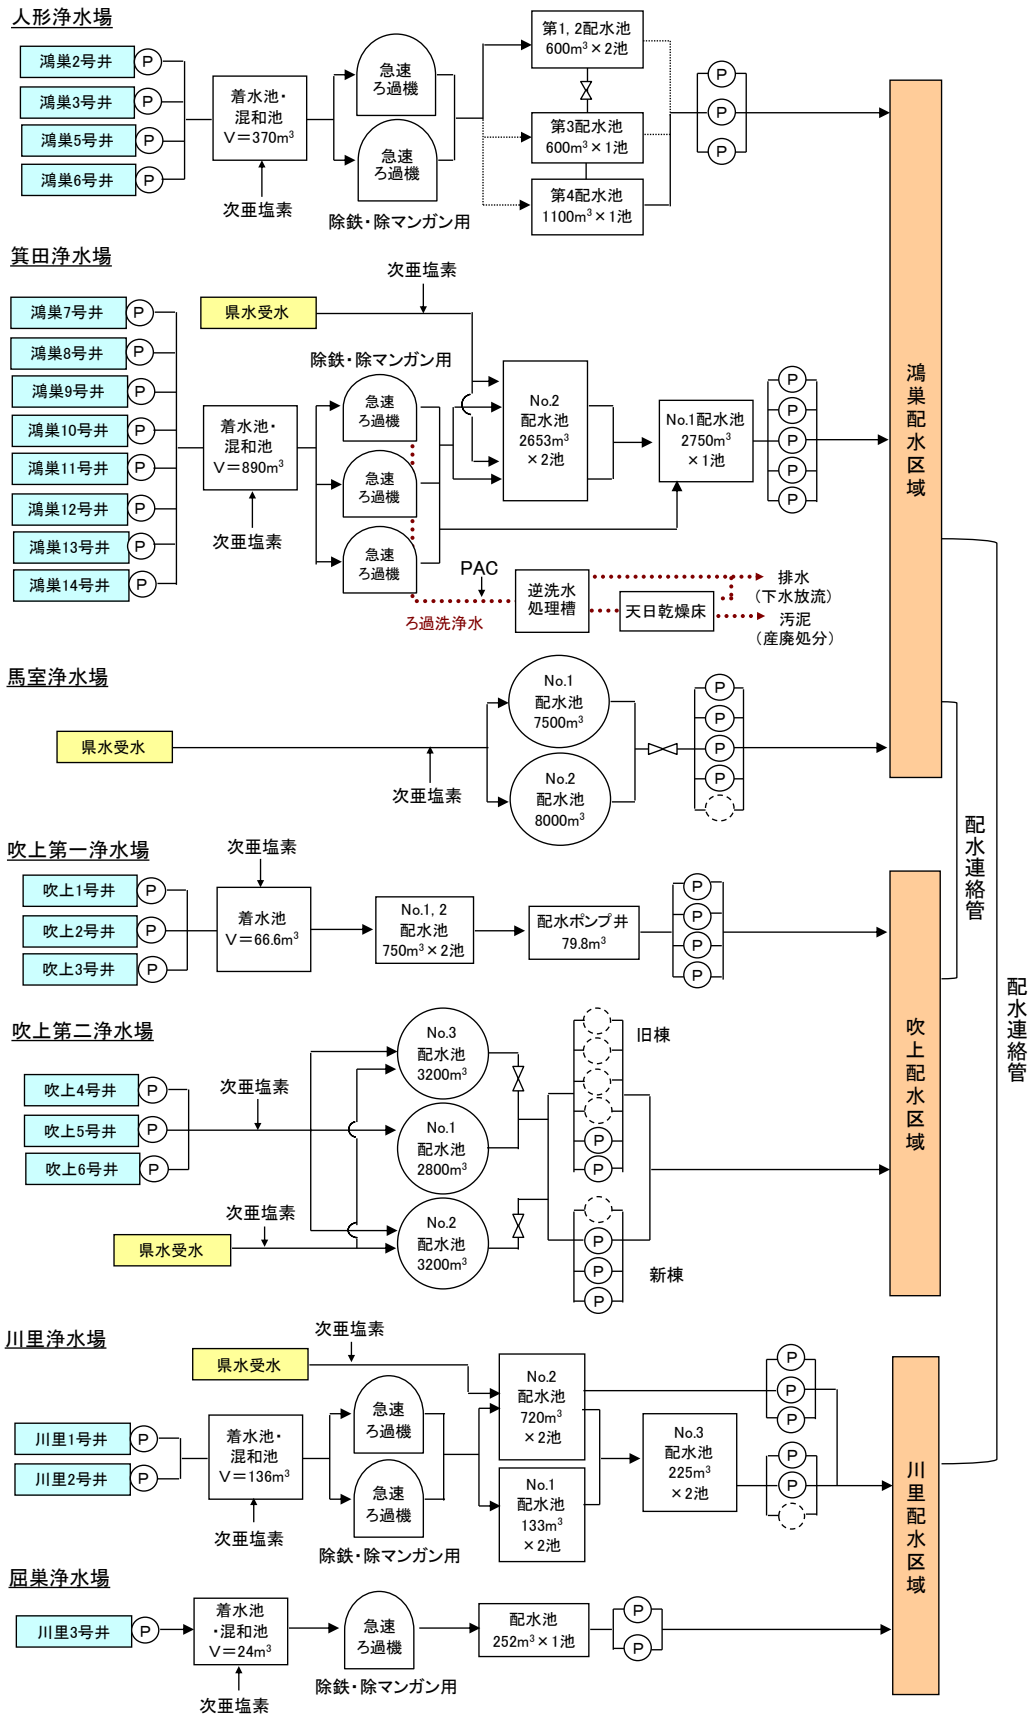 人形浄水場
鴻巣2号井
P
鴻巣3号井
P
鴻巣5号井
P
鴻巣6号井
P
着水池・
混和池
V=370m³
次亜塩素
急速
ろ過機
急速
ろ過機
除鉄・除マンガン用
第1,2配水池
600m³×2池
第3配水池
600m³×1池
第4配水池
1100m³×1池
P
P
P
箕田浄水場
鴻巣7号井
P
鴻巣8号井
P
鴻巣9号井
P
鴻巣10号井
P
鴻巣11号井
P
鴻巣12号井
P
鴻巣13号井
P
鴻巣14号井
P
県水受水
次亜塩素
着水池・
混和池
V=890m³
次亜塩素
除鉄・除マンガン用
急速
ろ過機
急速
ろ過機
急速
ろ過機
No.2
配水池
2653m³
×2池
No.1配水池
2750m³
×1池
P
P
P
P
P
PAC
ろ過洗浄水
逆洗水
処理槽
天日乾燥床
排水
(下水放流)
汚泥
(産廃処分)
鴻巣配水区域
馬室浄水場
県水受水
次亜塩素
No.1
配水池
7500m³
No.2
配水池
8000m³
P
P
P
P
配水連絡管
配水連絡管
吹上第一浄水場
吹上1号井
P
吹上2号井
P
吹上3号井
P
次亜塩素
着水池
V=66.6m³
No.1,2
配水池
750m³×2池
配水ポンプ井
79.8m³
P
P
P
P
吹上配水区域
吹上第二浄水場
吹上4号井
P
吹上5号井
P
吹上6号井
P
次亜塩素
県水受水
次亜塩素
No.3
配水池
3200m³
No.1
配水池
2800m³
No.2
配水池
3200m³
旧棟
P
P
新棟
P
P
P
川里浄水場
県水受水
次亜塩素
川里1号井
P
川里2号井
P
着水池・
混和池
V=136m³
次亜塩素
急速
ろ過機
急速
ろ過機
除鉄・除マンガン用
No.2
配水池
720m³
×2池
No.1
配水池
133m³
×2池
No.3
配水池
225m³
×2池
P
P
P
P
P
川里配水区域
屈巣浄水場
川里3号井
P
着水池
・混和池
V=24m³
次亜塩素
急速
ろ過機
除鉄・除マンガン用
配水池
252m³×1池
P
P